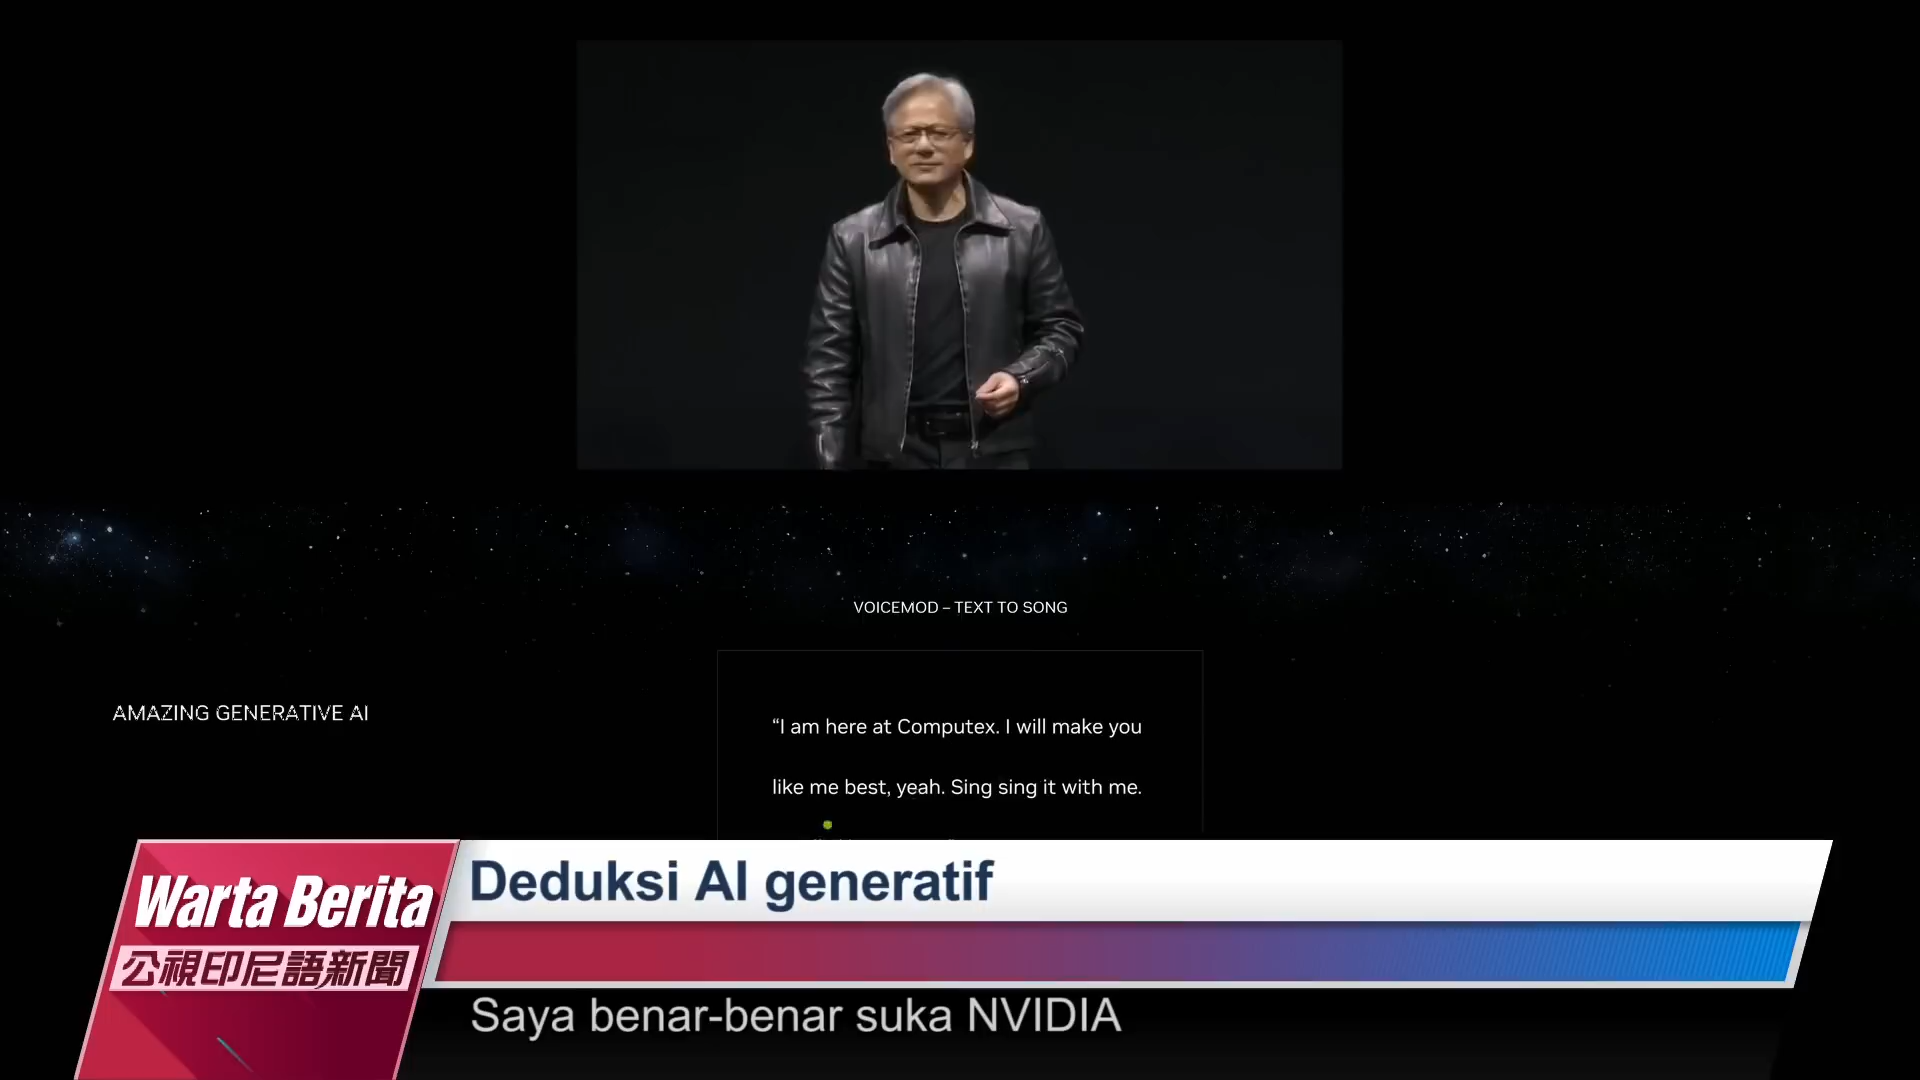 VOICEMOD – TEXT TO SONG
AMAZING GENERATIVE AI
“I am here at Computex. I will make you
like me best, yeah. Sing sing it with me.
Warta Berita
公視印尼語新聞
Deduksi AI generatif
Saya benar-benar suka NVIDIA